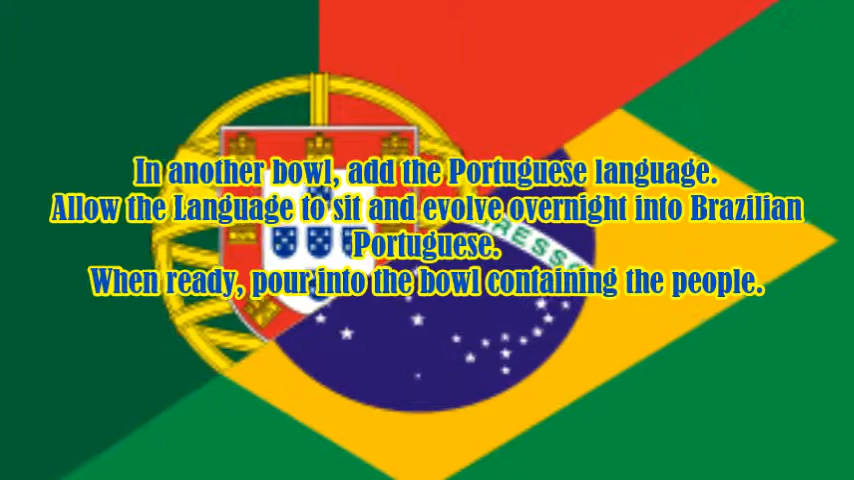 In another bowl, add the Portuguese language.
Allow the Language to sit and evolve overnight into Brazilian
Portuguese.
When ready, pour into the bowl containing the people.
RESS